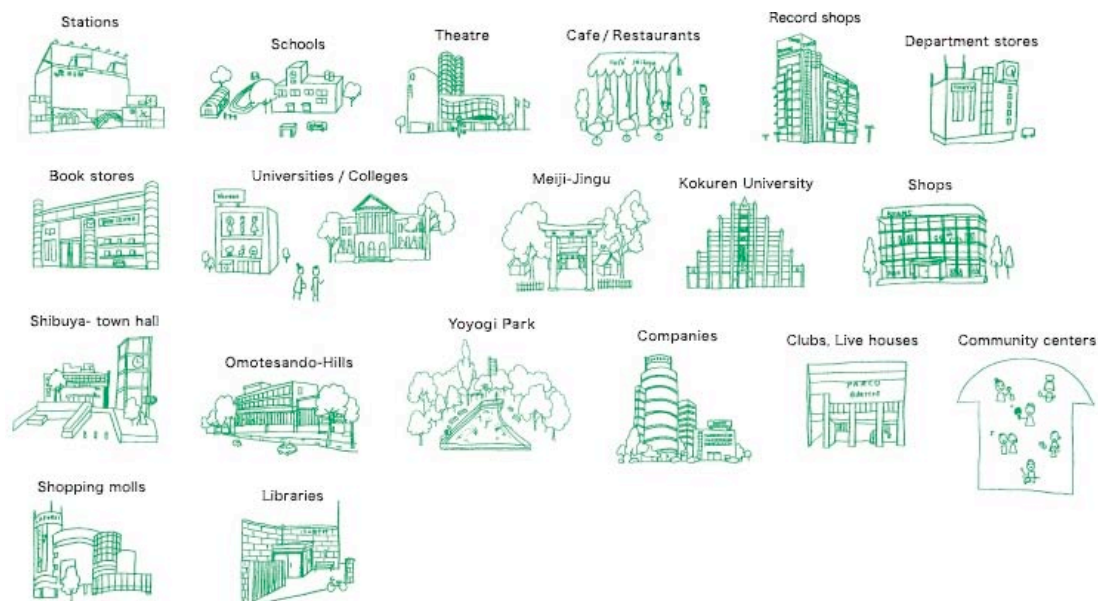 Stations
Schools
Theatre
Cafe / Restaurants
Record shops
Department stores
Book stores
Universities / Colleges
Meiji-Jingu
Kokuren University
Shops
Shibuya- town hall
Omotesando-Hills
Yoyogi Park
Companies
Clubs, Live houses
PARCO
Community centers
Shopping molls
Libraries